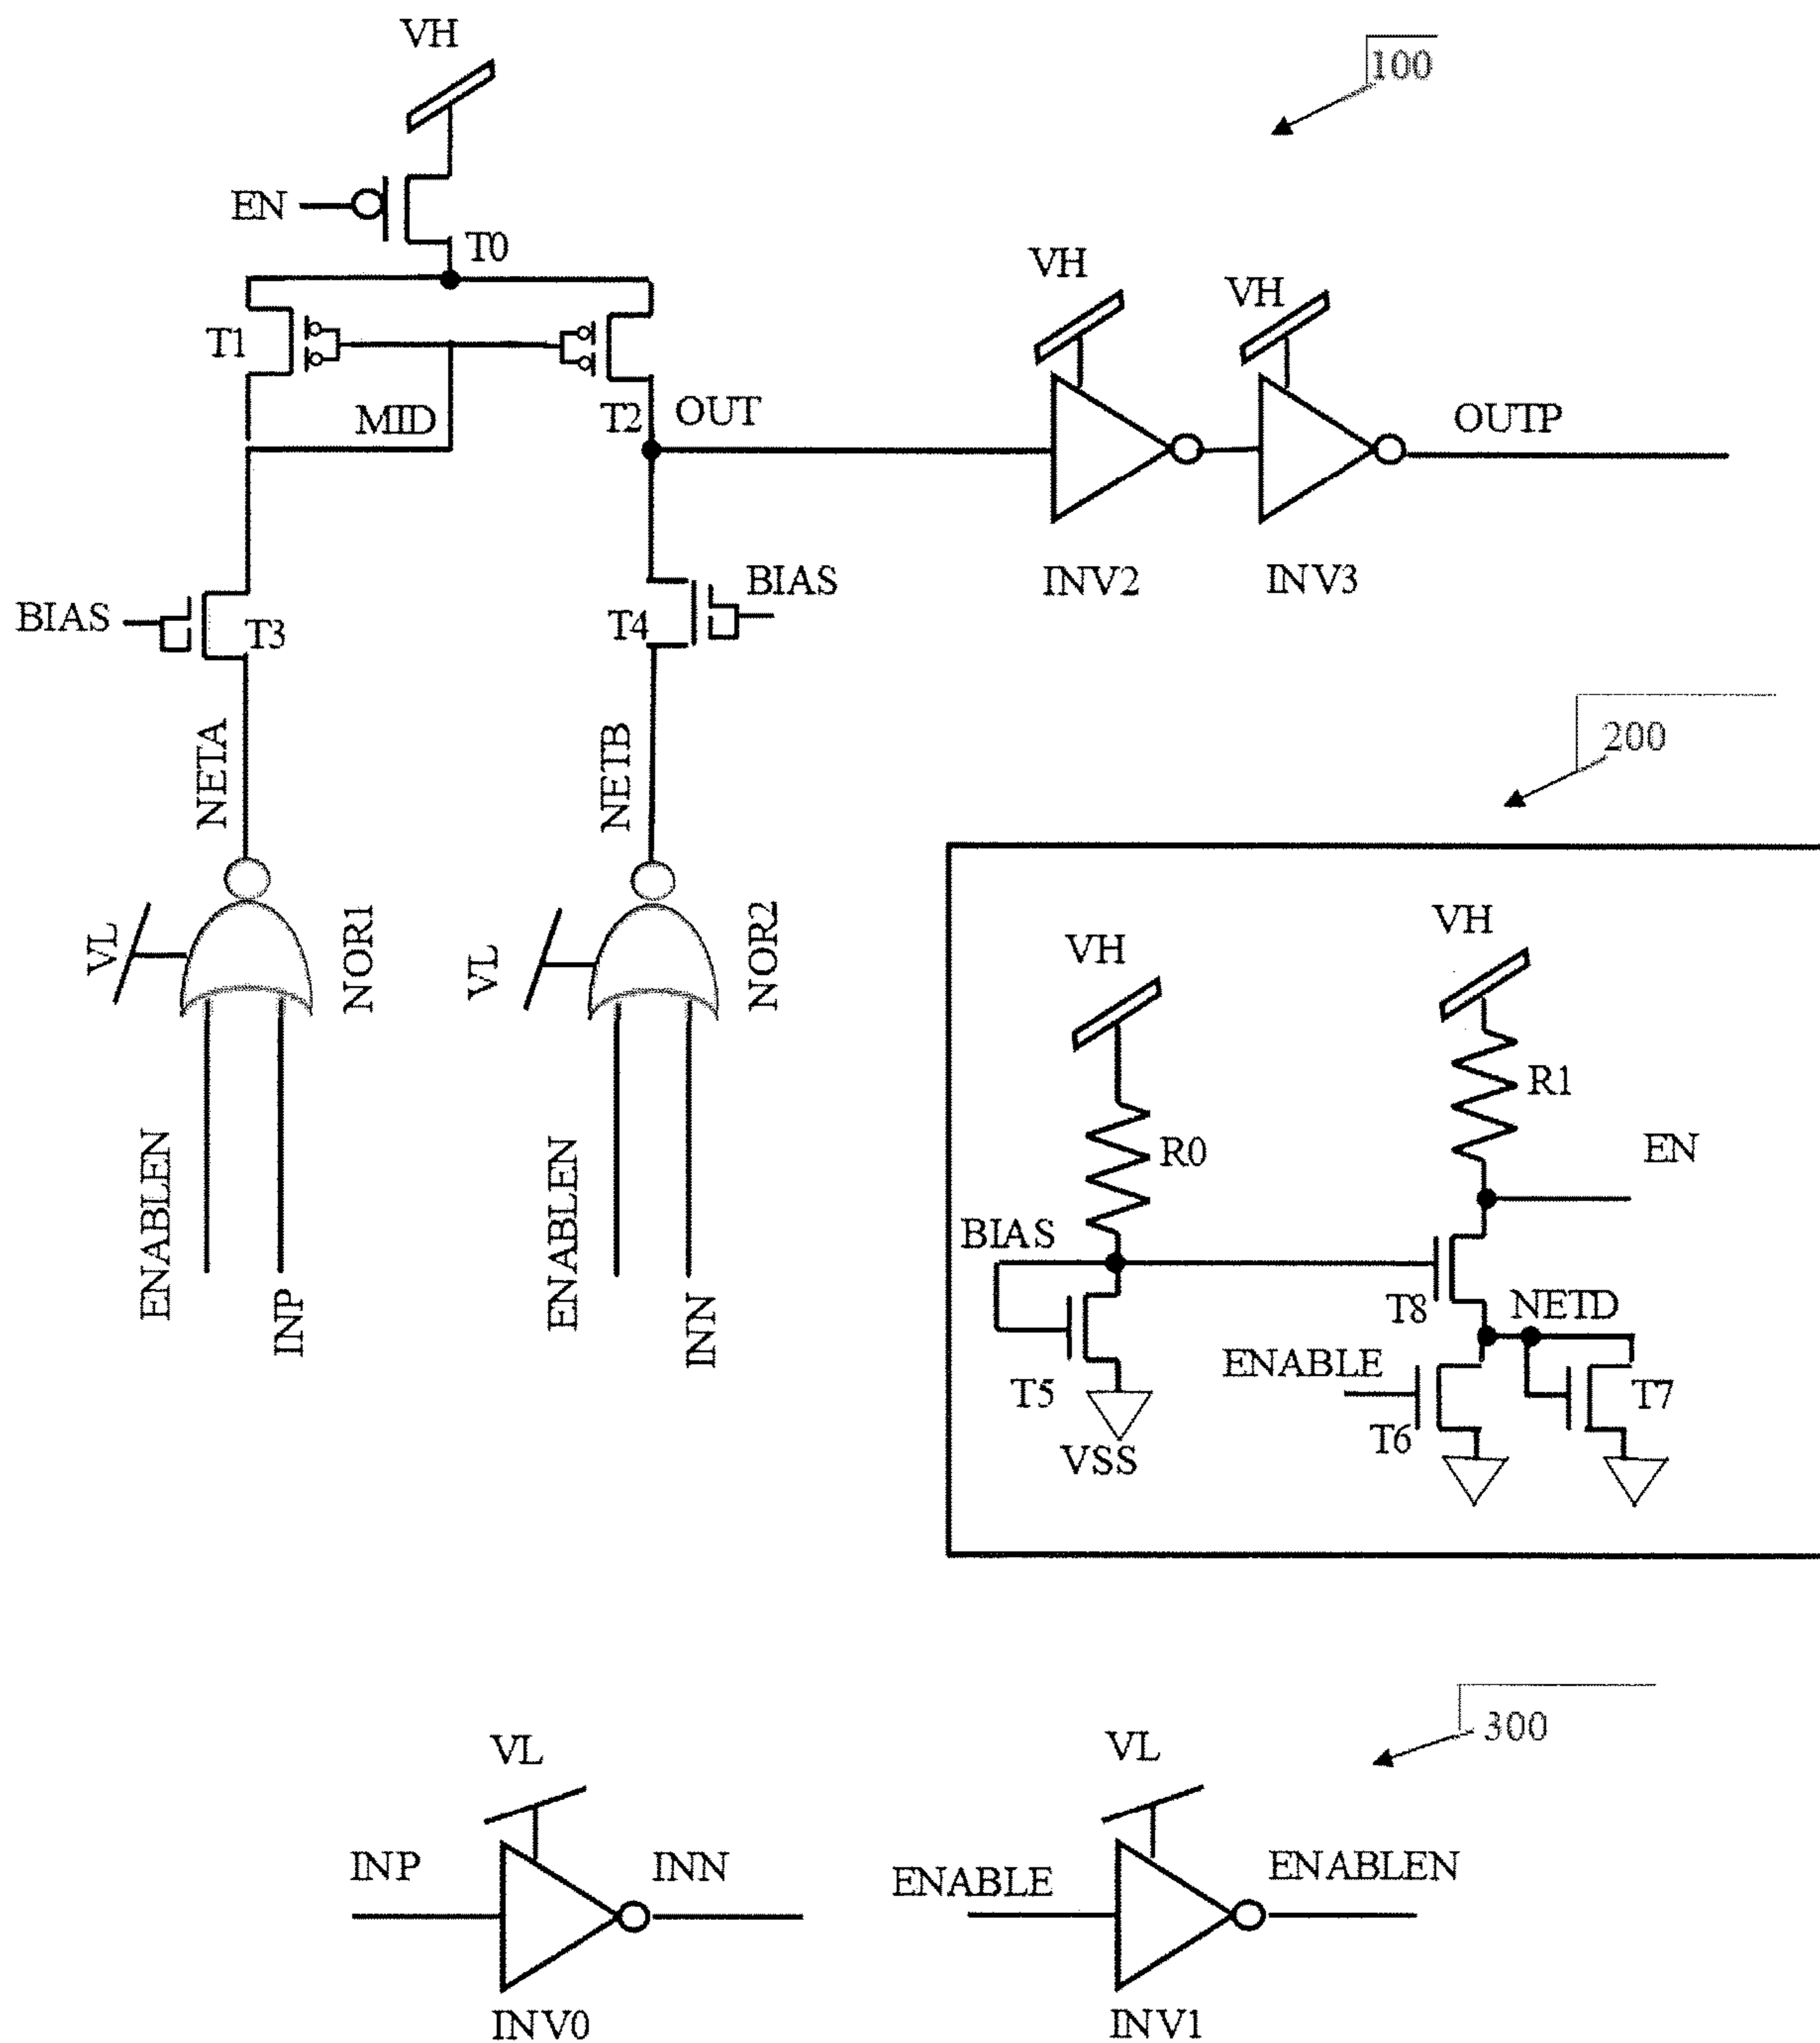 VH
100
EN
T0
VH
VH
T1
MID
T2
OUT
OUTP
BIAS
T3
T4
BIAS
INV2
INV3
NETA
NETB
200
VL
NOR1
VL
NOR2
VH
VH
R0
R1
EN
BIAS
T8
NETD
ENABLE
T5
T6
T7
VSS
ENABLEN
INP
ENABLEN
INN
300
VL
VL
INP
INN
ENABLE
ENABLEN
INV0
INV1